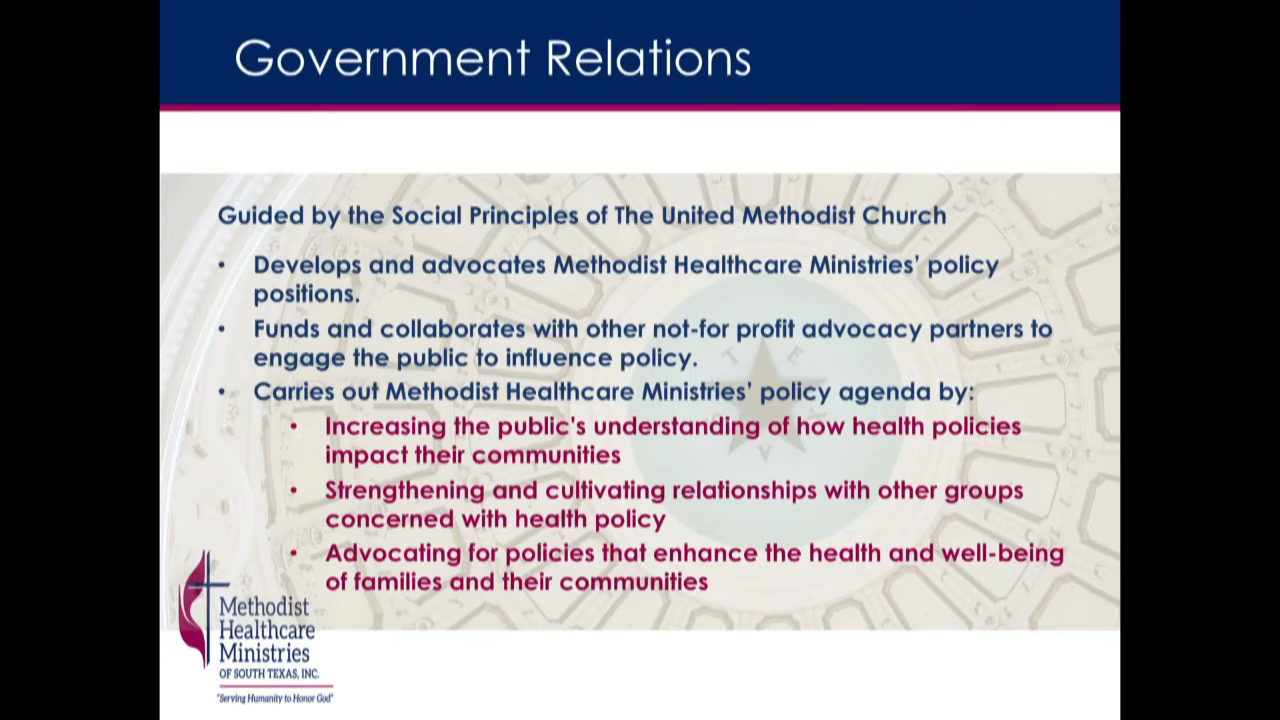 Government Relations
Guided by the Social Principles of The United Methodist Church
• Develops and advocates Methodist Healthcare Ministries' policy
positions.
• Funds and collaborates with other not-for profit advocacy partners to
engage the public to influence policy.
• Carries out Methodist Healthcare Ministries' policy agenda by:
• Increasing the public's understanding of how health policies
impact their communities
• Strengthening and cultivating relationships with other groups
concerned with health policy
• Advocating for policies that enhance the health and well-being
of families and their communities
Methodist
Healthcare
Ministries
OF SOUTH TEXAS, INC.
"Serving Humanity to Honor God"